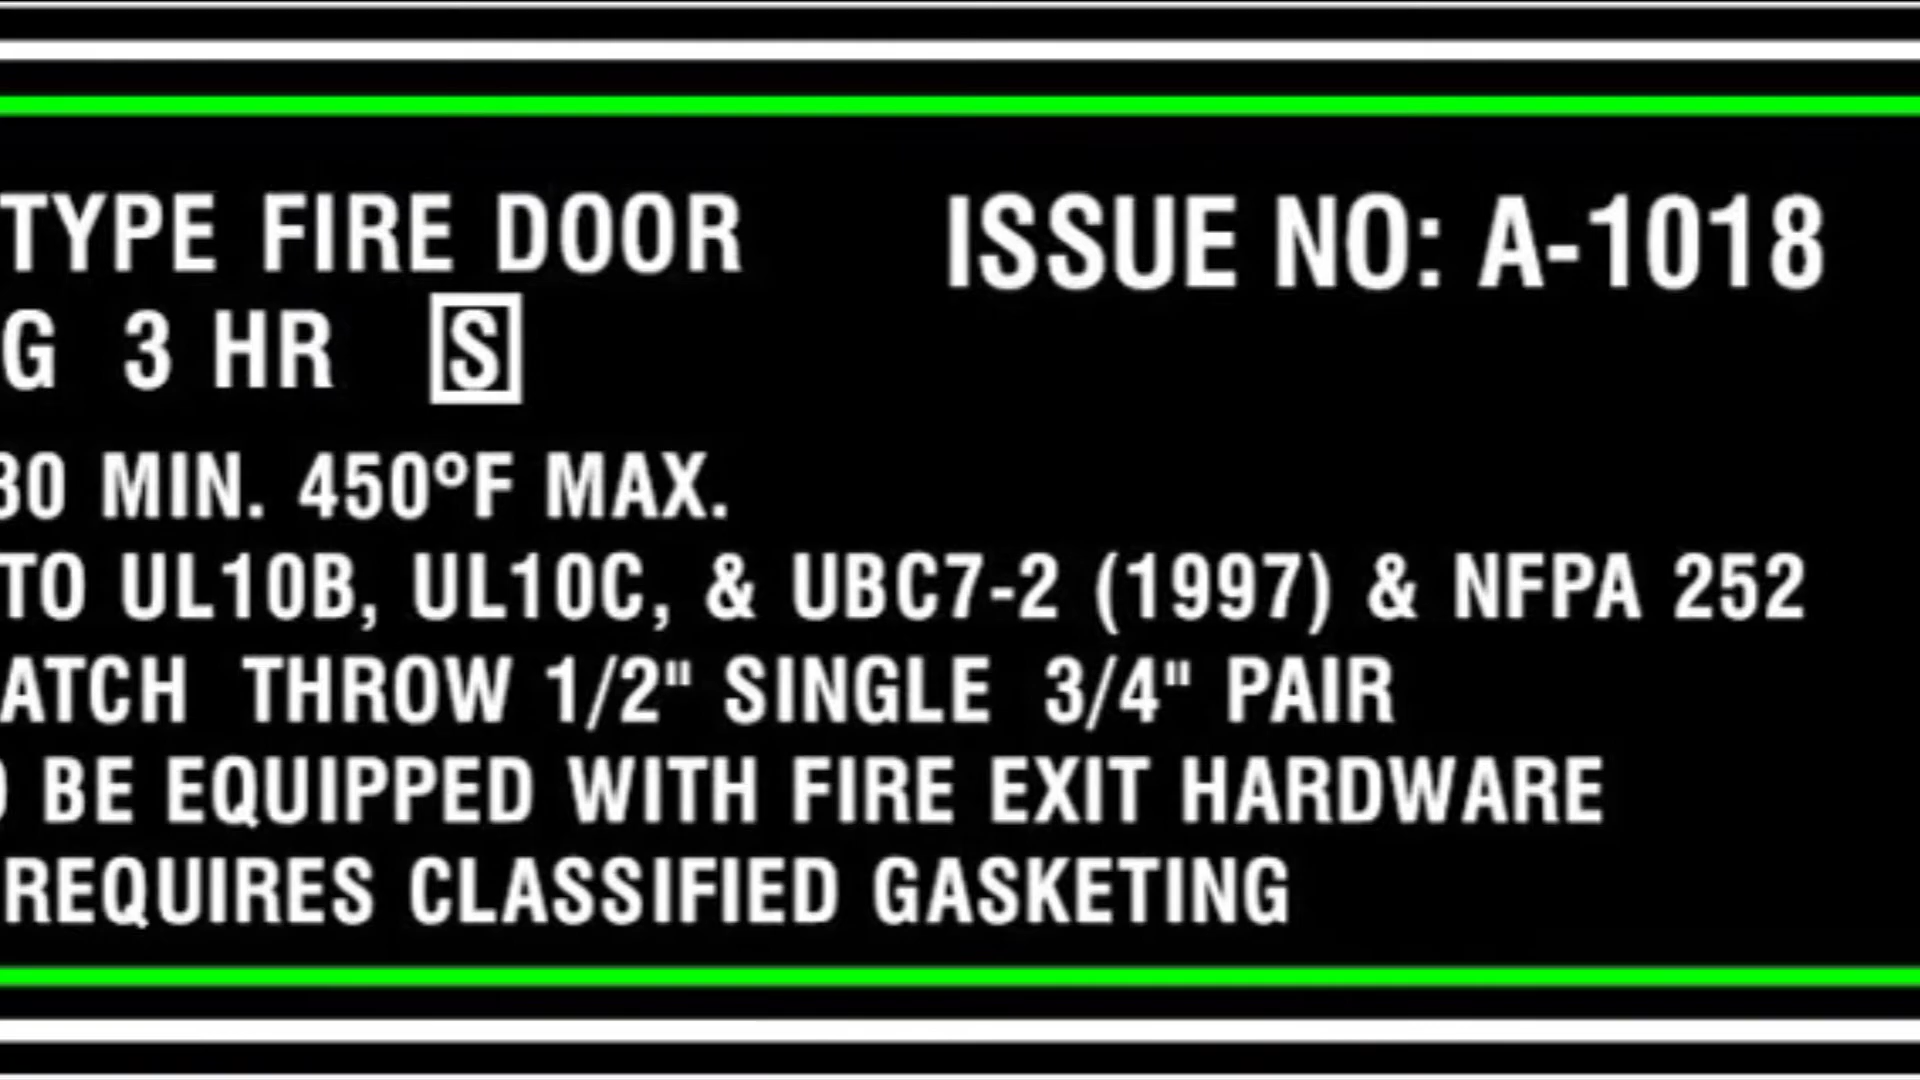 TYPE FIRE DOOR ISSUE NO: A-1018
G 3 HR S
30 MIN. 450ºF MAX.
TO UL10B, UL10C, & UBC7-2 (1997) & NFPA 252
ATCH THROW 1/2" SINGLE 3/4" PAIR
BE EQUIPPED WITH FIRE EXIT HARDWARE
REQUIRES CLASSIFIED GASKETING